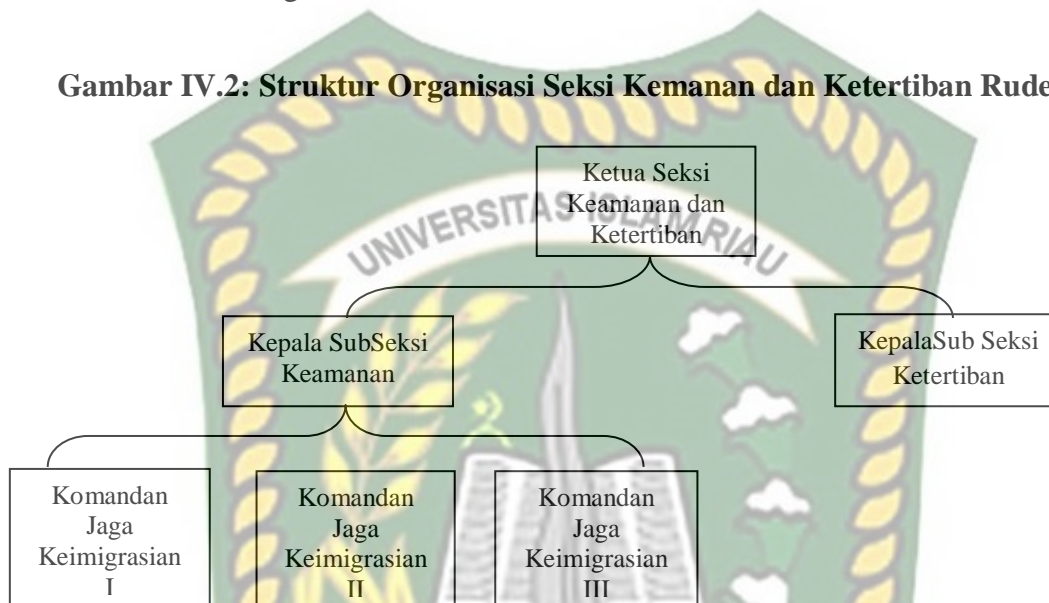 Gambar IV.2: Struktur Organisasi Seksi Kemanan dan Ketertiban Rude
UNIVERSITAS ISLAM RIAU
Ketua Seksi
Keamanan dan
Ketertiban
Kepala SubSeksi
Keamanan
KepalaSub Seksi
Ketertiban
Komandan
Jaga
Keimigrasian
I
Komandan
Jaga
Keimigrasian
II
Komandan
Jaga
Keimigrasian
III